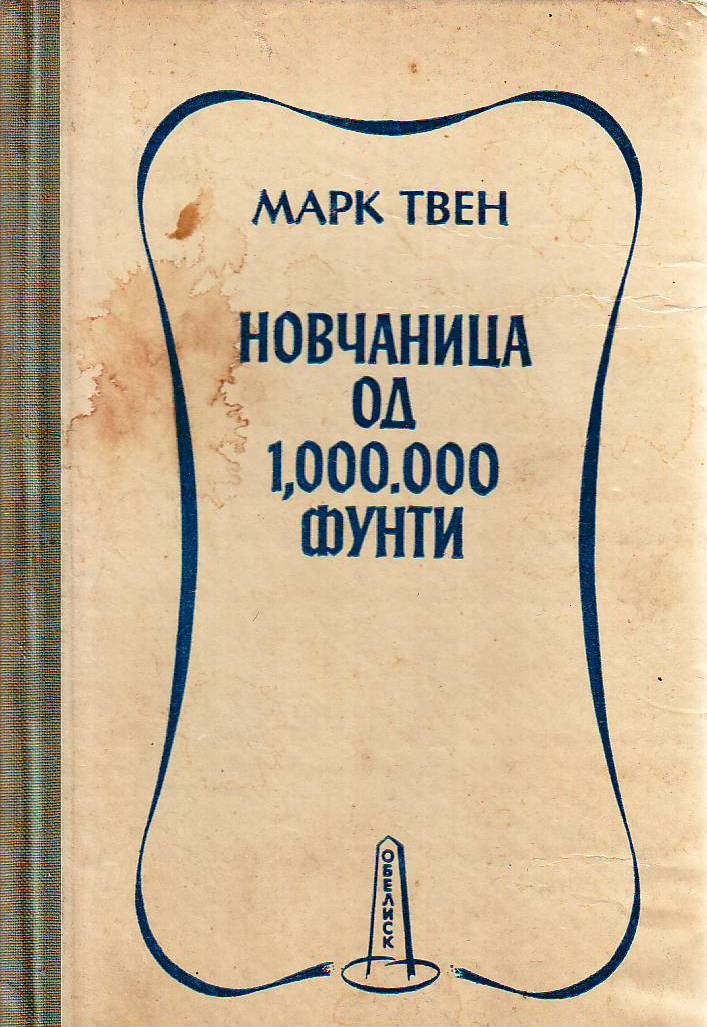 МАРК ТВЕН
НОВЧАНИЦА
ОД
1,000.000
ФУНТИ
ОБЕЛИСК